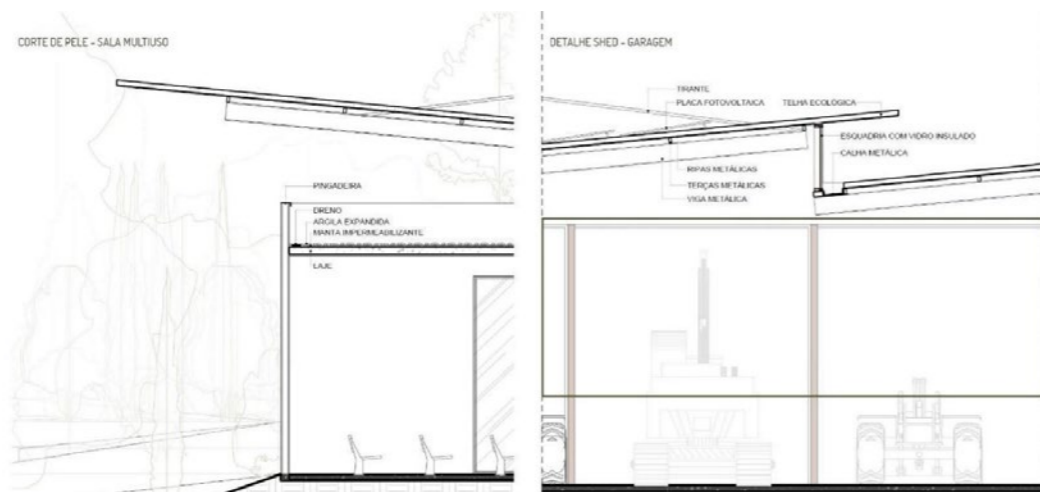 CORTE DE PELE - SALA MULTIUSO
PINGADEIRA
DRENO
ARGILA EXPANDIDA
MANTA IMPERMEABILIZANTE
LAJE
DETALHE SHED - GARAGEM
TIRANTE
PLACA FOTOVOLTAICA
TELHA ECOLÓGICA
ESQUADRIA COM VIDRO INSULADO
CALHA METÁLICA
RIPAS METÁLICAS
TERÇAS METÁLICAS
VIGA METÁLICA